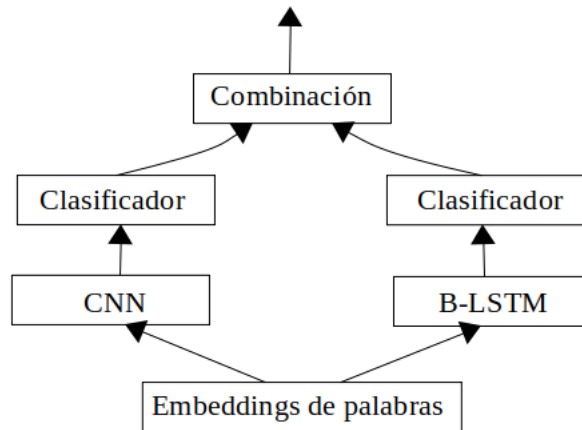 Combinación
Clasificador
Clasificador
CNN
B-LSTM
Embeddings de palabras